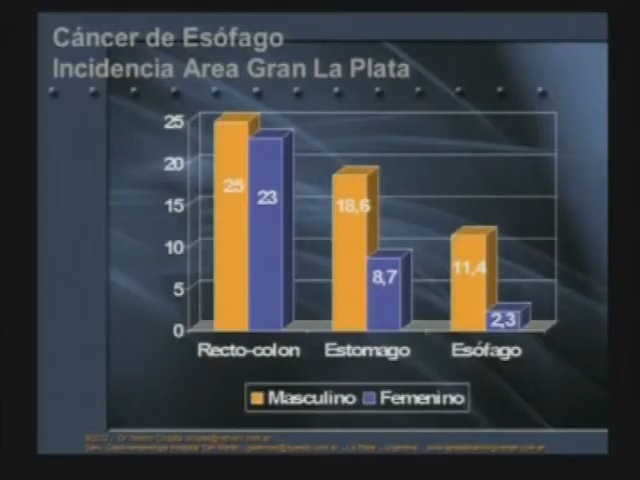 Cáncer de Esófago
Incidencia Area Gran La Plata
25
20
15
10
5
0
25
23
18,6
8,7
11,4
2,3
Recto-colon
Estomago
Esófago
Masculino
Femenino